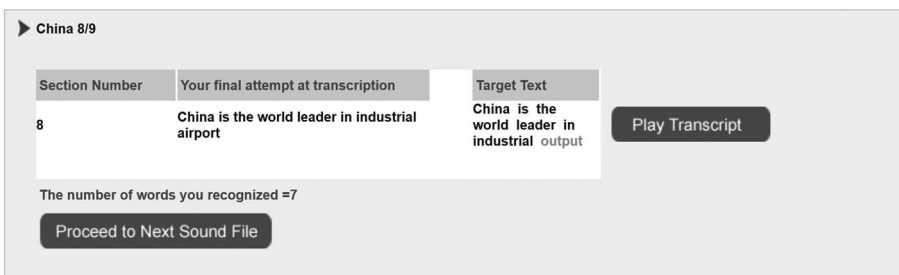 China 8/9
Section Number Your final attempt at transcription Target Text
8
China is the world leader in industrial
airport
China is the
world leader in
industrial output
Play Transcript
The number of words you recognized =7
Proceed to Next Sound File